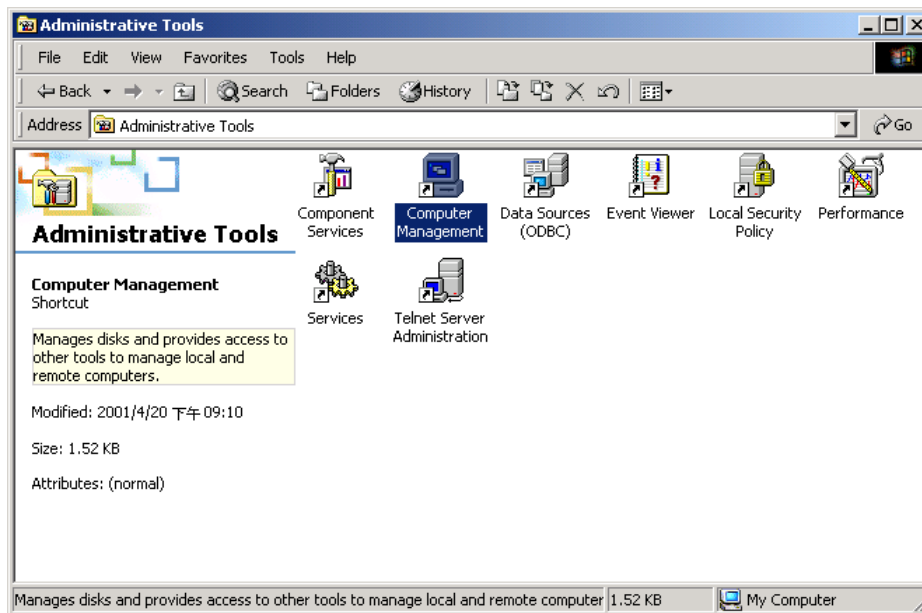 Administrative Tools
File Edit View Favorites Tools Help
Back Search Folders History
Address Administrative Tools Go
Administrative Tools
Computer Management
Shortcut
Manages disks and provides access to
other tools to manage local and
remote computers.
Modified: 2001/4/20 下午 09:10
Size: 1.52 KB
Attributes: (normal)
Component
Services
Computer
Management
Data Sources
(ODBC)
Event Viewer
Local Security
Policy
Performance
Services
Telnet Server
Administration
Manages disks and provides access to other tools to manage local and remote computer 1.52 KB My Computer